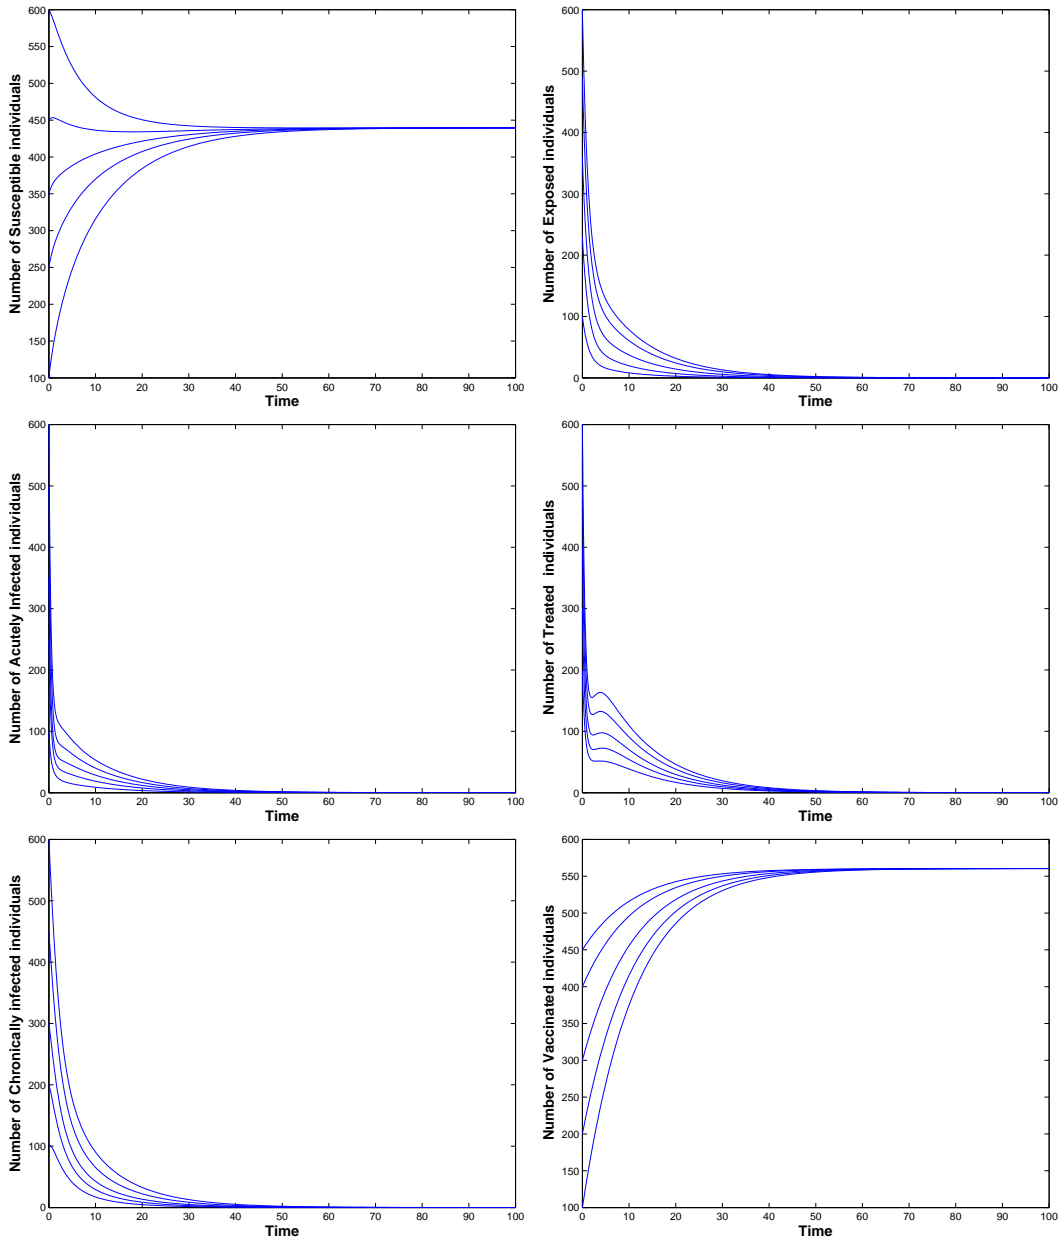 600
550
500
450
400
350
300
250
200
150
100
Number of Susceptible individuals
0 10 20 30 40 50 60 70 80 90 100
Time
600
500
400
300
200
100
0
Number of Exposed individuals
0 10 20 30 40 50 60 70 80 90 100
Time
600
500
400
300
200
100
0
Number of Acutely Infected individuals
0 10 20 30 40 50 60 70 80 90 100
Time
600
500
400
300
200
100
0
Number of Treated individuals
0 10 20 30 40 50 60 70 80 90 100
Time
600
500
400
300
200
100
0
Number of Chronically infected individuals
0 10 20 30 40 50 60 70 80 90 100
Time
600
550
500
450
400
350
300
250
200
150
100
Number of Vaccinated individuals
0 10 20 30 40 50 60 70 80 90 100
Time